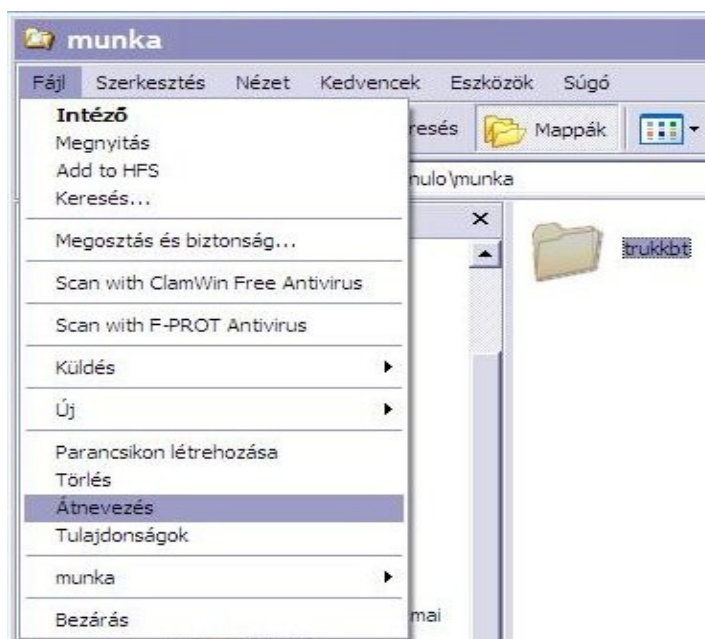 munka
Fájl Szerkesztés Nézet Kedvencek Eszközök Súgó
Intéző
Megnyitás
Add to HFS
Keresés...
Megosztás és biztonság...
Scan with ClamWin Free Antivirus
Scan with F-PROT Antivirus
Küldés
Új
Parancsikon létrehozása
Törlés
Átnevezés
Tulajdonságok
munka
Bezárás
resés Mappák
nulo\munka
trukkbt
mai